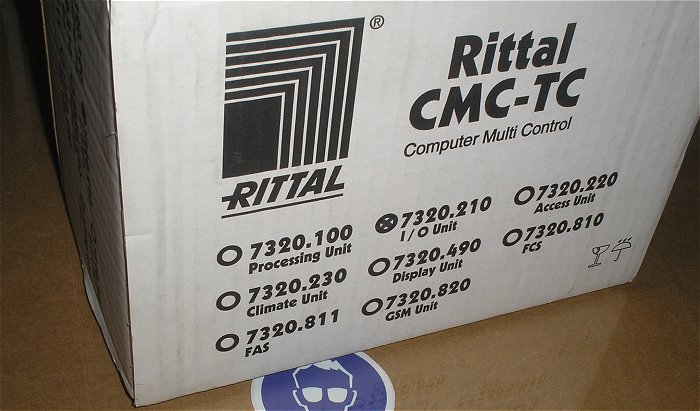 ®
RITTAL
Rittal
CMC-TC
Computer Multi Control
7320.100
Processing Unit
7320.230
Climate Unit
7320.811
FAS
7320.210
I/O Unit
7320.490
Display Unit
7320.820
GSM Unit
7320.220
Access Unit
7320.810
FCS